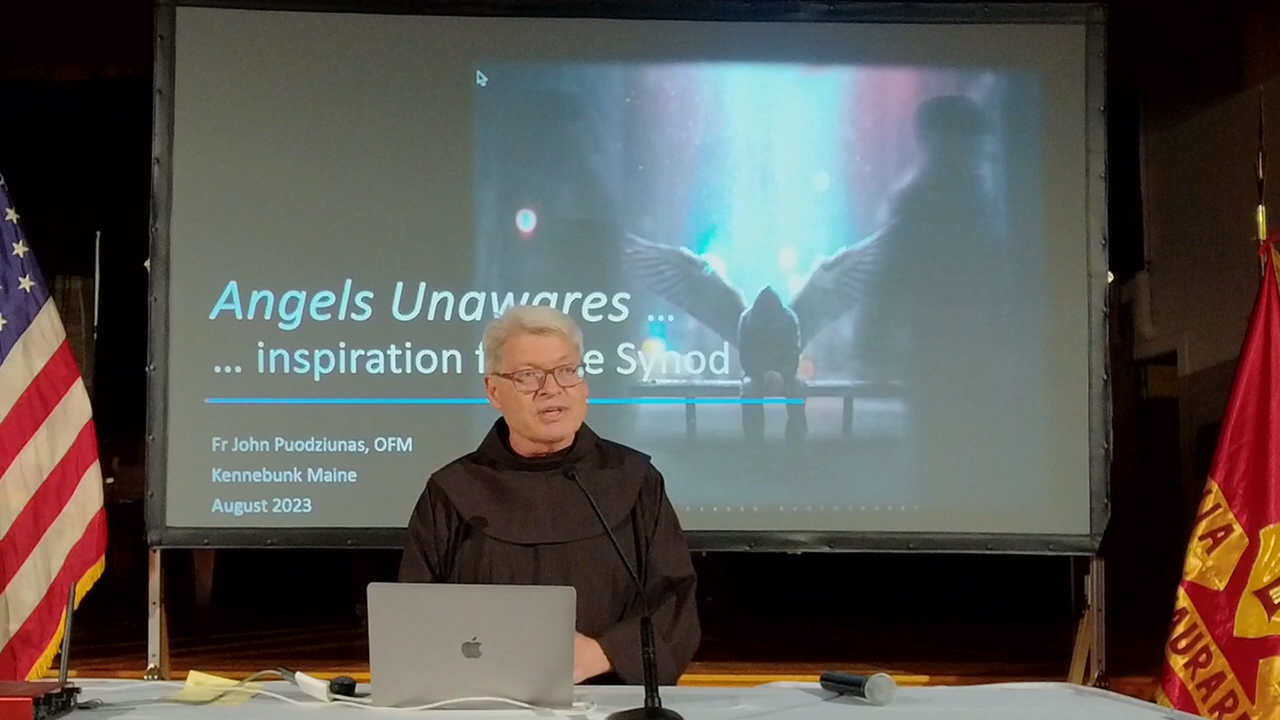 Angels Unawares ...
... inspiration Synod
Fr John Puodziunas, OFM
Kennebunk Maine
August 2023